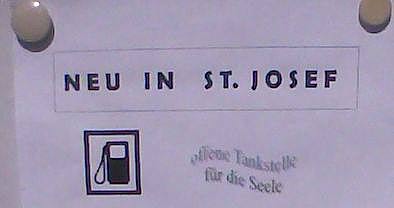 NEU IN ST. JOSEF
offene Tankstelle
für die Seele